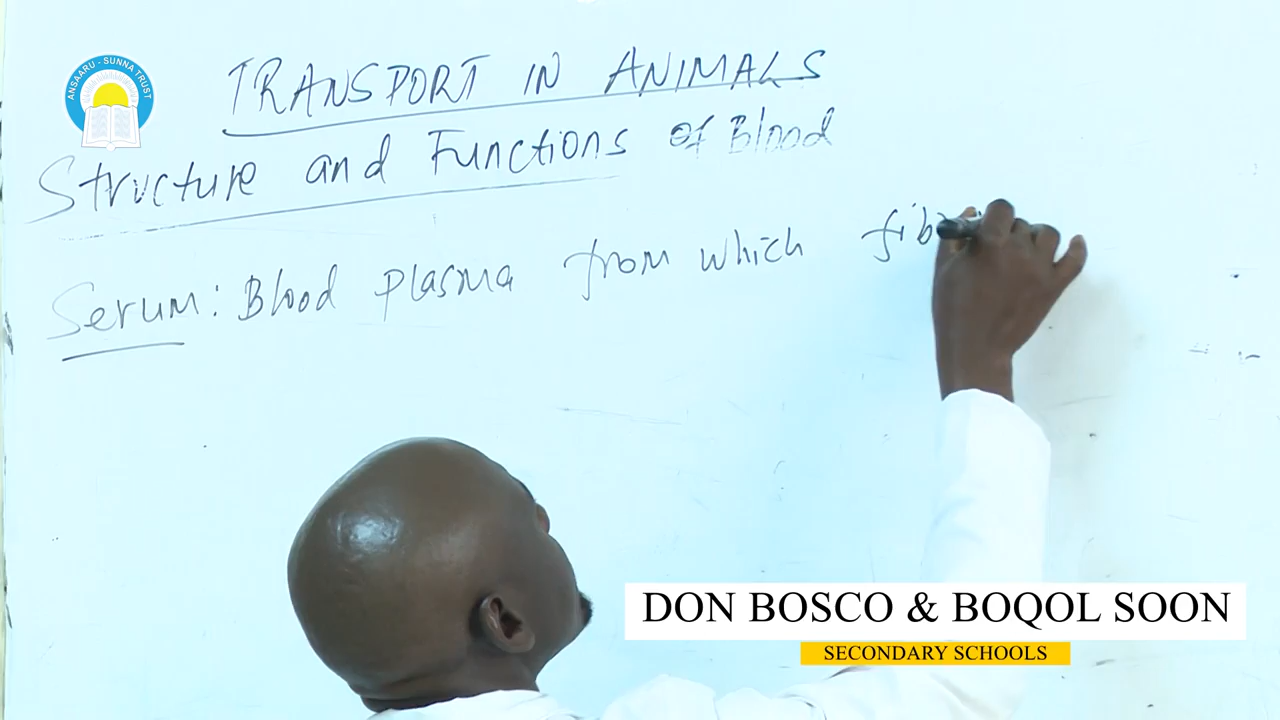 ANSAARU - SUNNA TRUST
TRANSPORT IN ANIMALS
Structure and Functions of Blood
Serum: Blood plasma from which fib
DON BOSCO & BOQOL SOON
SECONDARY SCHOOLS